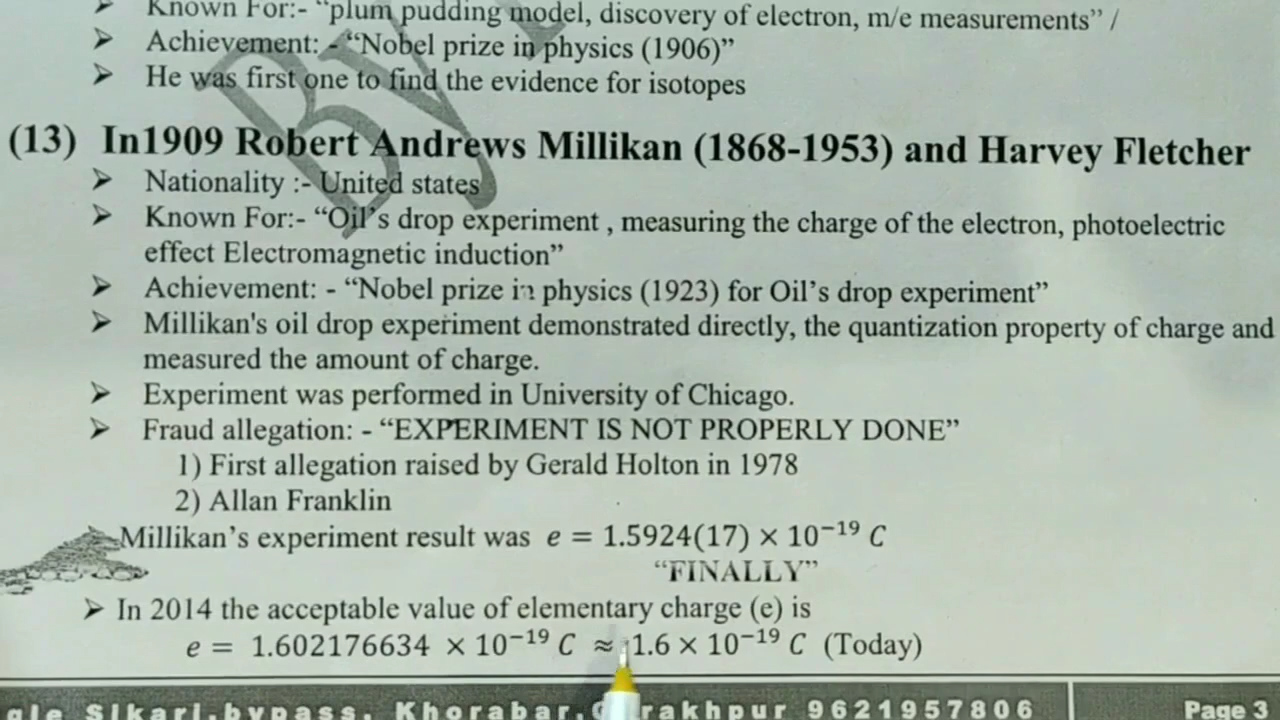 Known For:- “plum pudding model, discovery of electron, m/e measurements” /
Achievement: - “Nobel prize in physics (1906)”
He was first one to find the evidence for isotopes
(13) In1909 Robert Andrews Millikan (1868-1953) and Harvey Fletcher
Nationality :- United states
Known For:- “Oil’s drop experiment , measuring the charge of the electron, photoelectric
effect Electromagnetic induction”
Achievement: - “Nobel prize in physics (1923) for Oil’s drop experiment”
Millikan's oil drop experiment demonstrated directly, the quantization property of charge and
measured the amount of charge.
Experiment was performed in University of Chicago.
Fraud allegation: - “EXPERIMENT IS NOT PROPERLY DONE”
1) First allegation raised by Gerald Holton in 1978
2) Allan Franklin
Millikan’s experiment result was e = 1.5924(17) × 10⁻¹⁹ C
“FINALLY”
In 2014 the acceptable value of elementary charge (e) is
e = 1.602176634 × 10⁻¹⁹ C ≈ 1.6 × 10⁻¹⁹ C (Today)
Sikari,bypass, Khorabar, 9621957806 Page 3
By